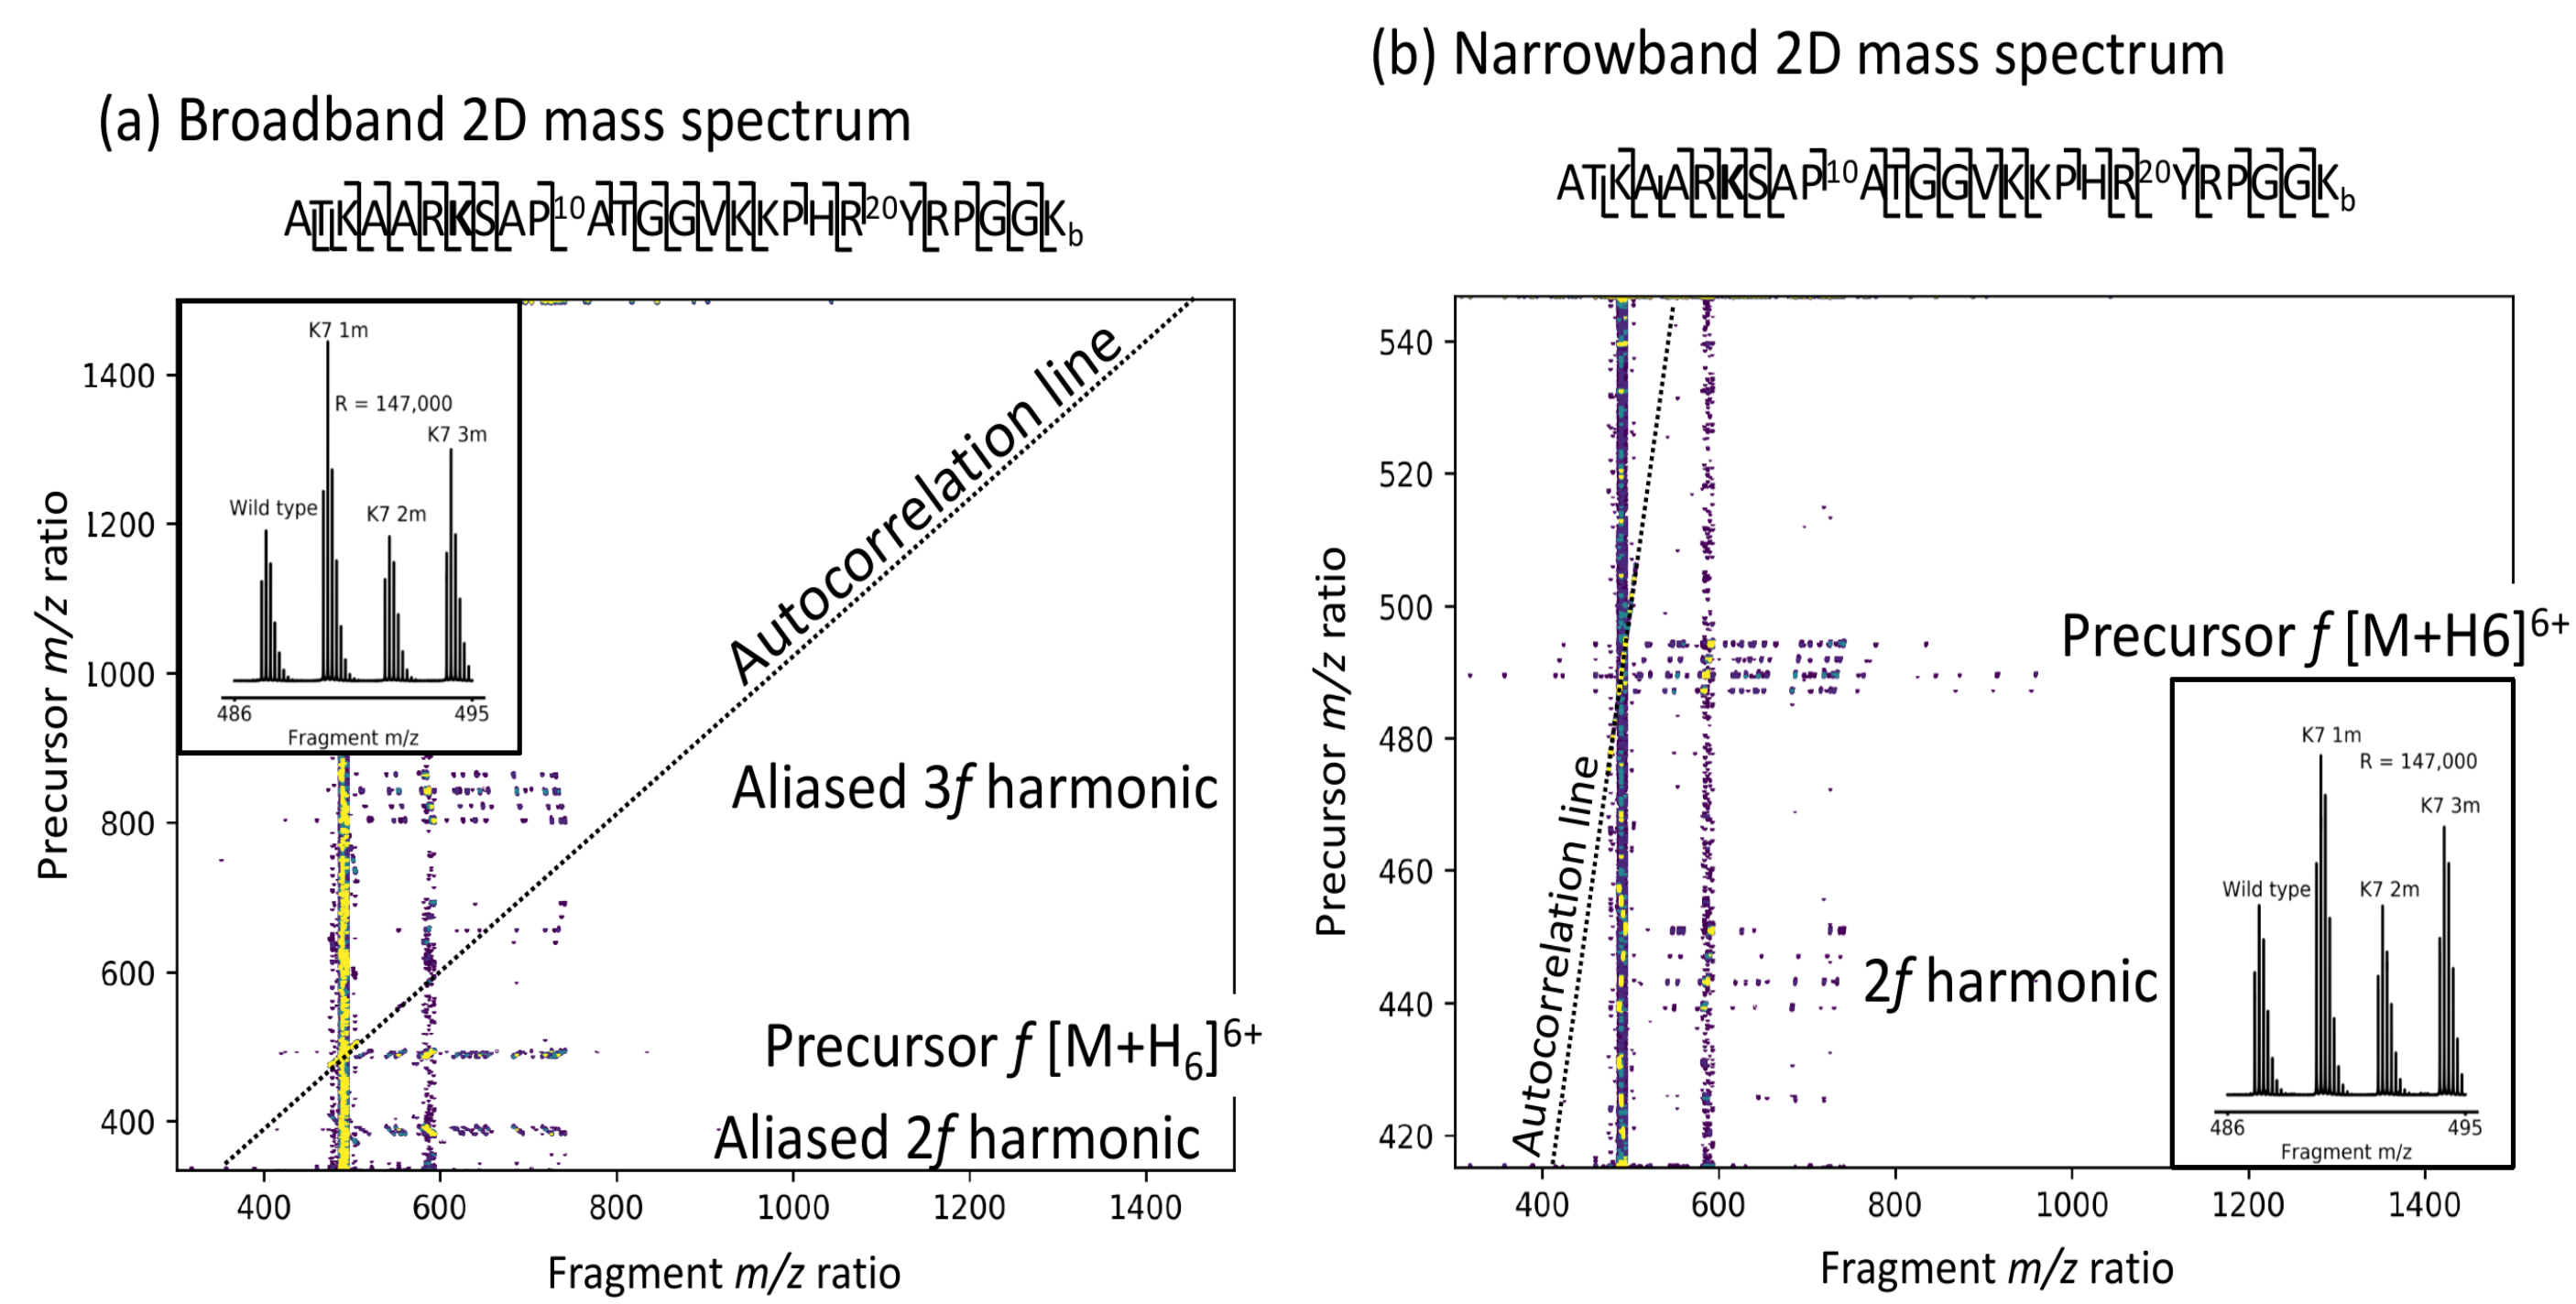 (a) Broadband 2D mass spectrum
ATKAARKSAP¹⁰ATGGVKKPHR²⁰YRPGGK_b
K7 1m
R = 147,000
K7 3m
Wild type
K7 2m
486 495
Fragment m/z
Autocorrelation line
Aliased 3f harmonic
Precursor f [M+H₆]⁶⁺
Aliased 2f harmonic
1400
1200
1000
800
600
400
Precursor m/z ratio
400 600 800 1000 1200 1400
Fragment m/z ratio
(b) Narrowband 2D mass spectrum
ATKAARKSAP¹⁰ATGGVKKPHR²⁰YRPGGK_b
540
520
500
480
460
440
420
Precursor m/z ratio
Autocorrelation line
Precursor f [M+H6]⁶⁺
2f harmonic
K7 1m
R = 147,000
K7 3m
Wild type
K7 2m
486 495
Fragment m/z
400 600 800 1000 1200 1400
Fragment m/z ratio